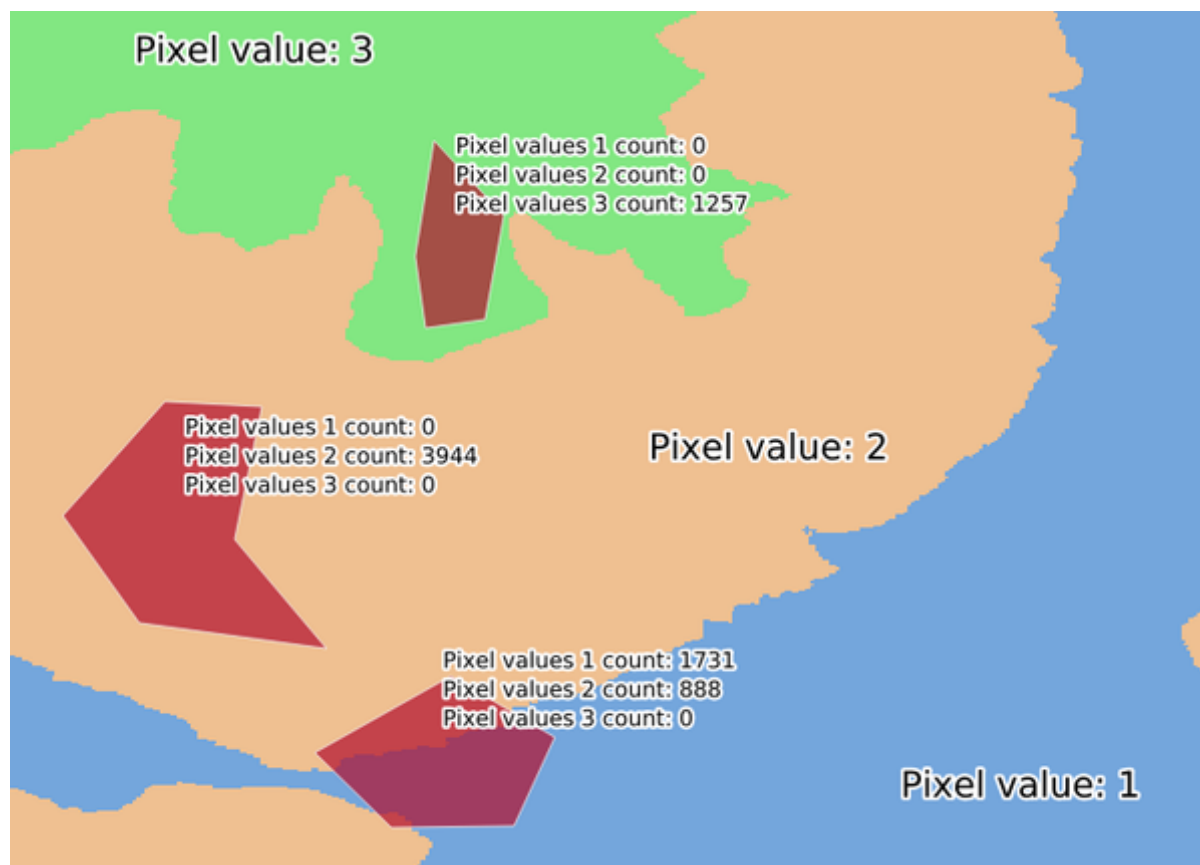 Pixel value: 3
Pixel values 1 count: 0
Pixel values 2 count: 0
Pixel values 3 count: 1257
Pixel values 1 count: 0
Pixel values 2 count: 3944
Pixel values 3 count: 0
Pixel value: 2
Pixel values 1 count: 1731
Pixel values 2 count: 888
Pixel values 3 count: 0
Pixel value: 1